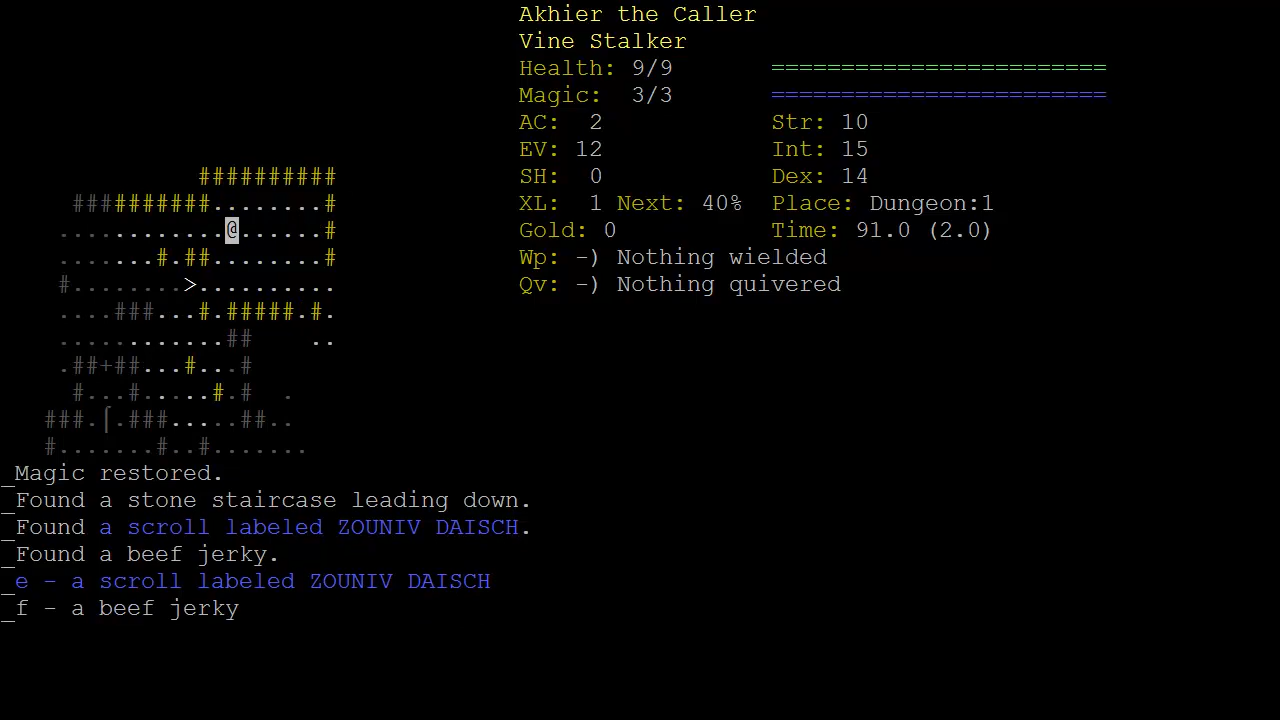 Akhier the Caller
Vine Stalker
Health: 9/9 ========================
Magic: 3/3 ========================
AC: 2 Str: 10
EV: 12 Int: 15
SH: 0 Dex: 14
XL: 1 Next: 40% Place: Dungeon:1
Gold: 0 Time: 91.0 (2.0)
Wp: -) Nothing wielded
Qv: -) Nothing quivered
##########
##########........#
...........@......#
.......#.##........#
#........>..........
....###...#.#####.#.
............## ..
.##+##...#...#
#...#.....#.# .
###.⌠.###.....##..
#.......#..#.......
_Magic restored.
_Found a stone staircase leading down.
_Found a scroll labeled ZOUNIV DAISCH.
_Found a beef jerky.
_e - a scroll labeled ZOUNIV DAISCH
_f - a beef jerky